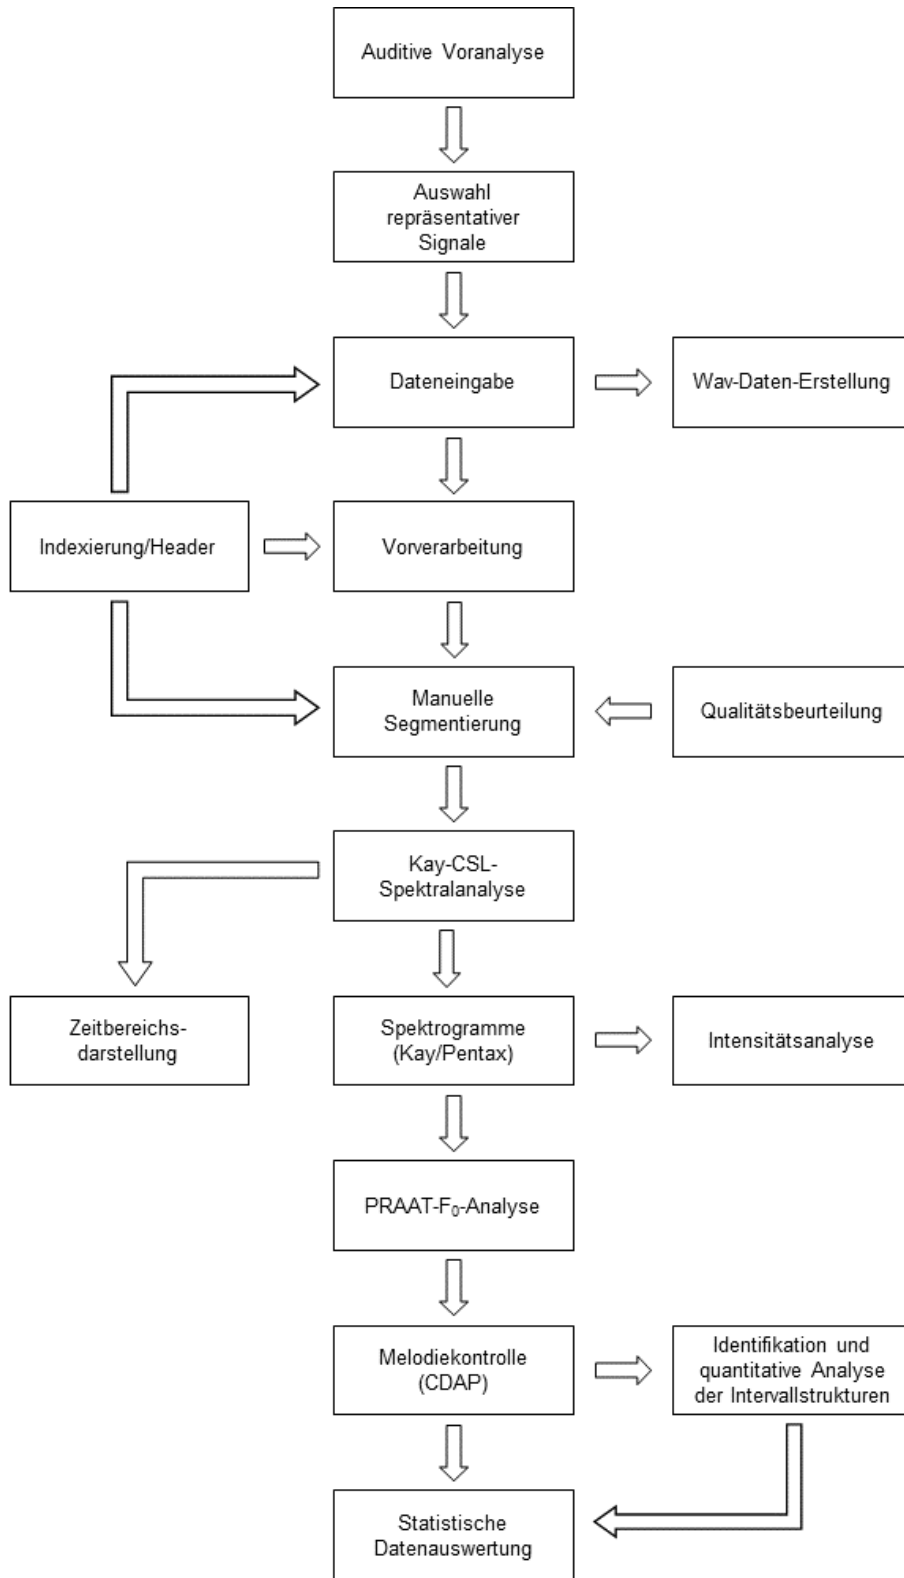 Auditive Voranalyse
Auswahl
repräsentativer
Signale
Dateneingabe
Wav-Daten-Erstellung
Indexierung/Header
Vorverarbeitung
Manuelle
Segmentierung
Qualitätsbeurteilung
Kay-CSL-
Spektralanalyse
Zeitbereichs-
darstellung
Spektrogramme
(Kay/Pentax)
Intensitätsanalyse
PRAAT-F₀-Analyse
Melodiekontrolle
(CDAP)
Identifikation und
quantitative Analyse
der Intervallstrukturen
Statistische
Datenauswertung